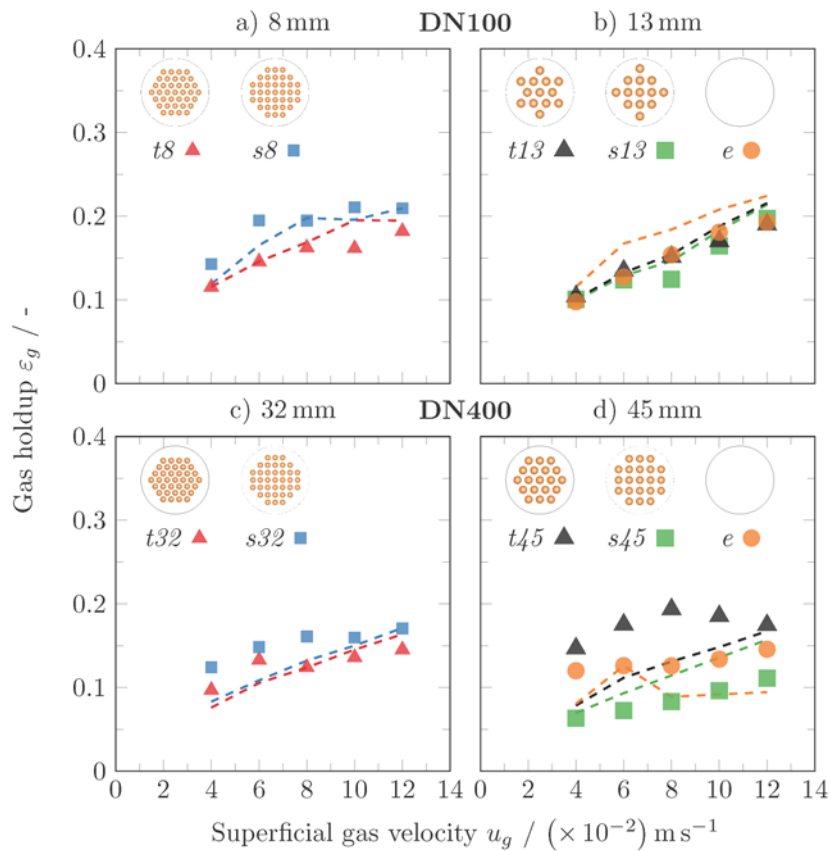 a) 8 mm DN100 b) 13 mm
0.4
0.3
0.2
0.1
0
t8 s8
t13 s13 e
c) 32 mm DN400 d) 45 mm
0.4
0.3
0.2
0.1
0
t32 s32
t45 s45 e
0 2 4 6 8 10 12 14
0 2 4 6 8 10 12 14
Gas holdup εg / -
Superficial gas velocity ug / (×10⁻²) m s⁻¹